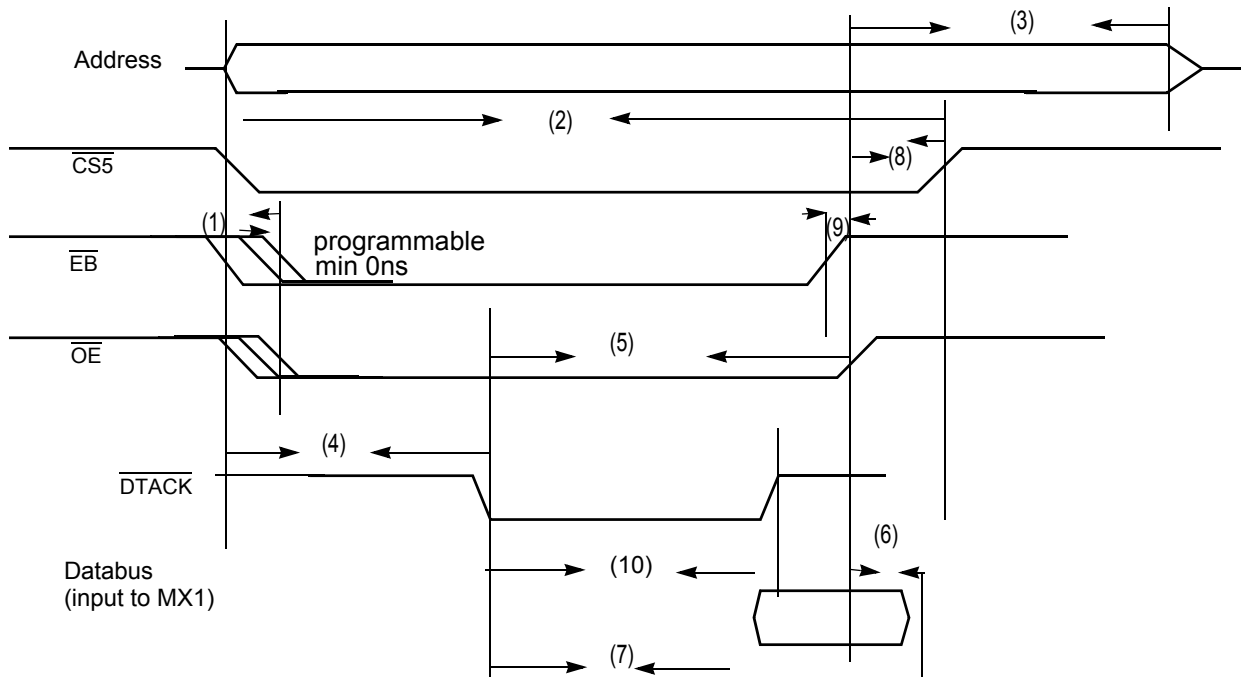 (3)
Address
(2)
CS5
(8)
(1)
(9)
programmable
min 0ns
EB
(5)
OE
(4)
DTACK
(6)
Databus
(input to MX1)
(10)
(7)